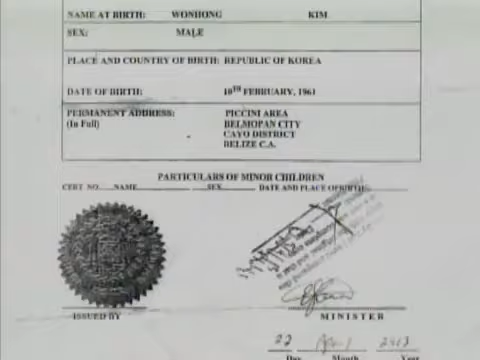 NAME AT BIRTH: WONHONG KIM
SEX: MALE
PLACE AND COUNTRY OF BIRTH: REPUBLIC OF KOREA
DATE OF BIRTH: 10TH FEBRUARY, 1961
PERMANENT ADDRESS: PICCINI AREA
(In Full) BELMOPAN CITY
CAYO DISTRICT
BELIZE C.A.
PARTICULARS OF MINOR CHILDREN
CERT NO. NAME SEX DATE AND PLACE OF BIRTH
ISSUED BY
MINISTER
22 April
Day Month Year